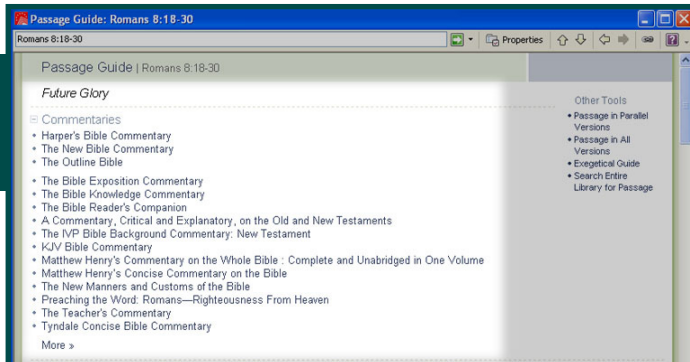 Passage Guide: Romans 8:18-30
Romans 8:18-30
Properties
Passage Guide | Romans 8:18-30
Future Glory
Commentaries
• Harper's Bible Commentary
• The New Bible Commentary
• The Outline Bible
• The Bible Exposition Commentary
• The Bible Knowledge Commentary
• The Bible Reader's Companion
• A Commentary, Critical and Explanatory, on the Old and New Testaments
• The IVP Bible Background Commentary: New Testament
• KJV Bible Commentary
• Matthew Henry's Commentary on the Whole Bible : Complete and Unabridged in One Volume
• Matthew Henry's Concise Commentary on the Bible
• The New Manners and Customs of the Bible
• Preaching the Word: Romans—Righteousness From Heaven
• The Teacher's Commentary
• Tyndale Concise Bible Commentary
More »
Other Tools
• Passage in Parallel
Versions
• Passage in All
Versions
• Exegetical Guide
• Search Entire
Library for Passage